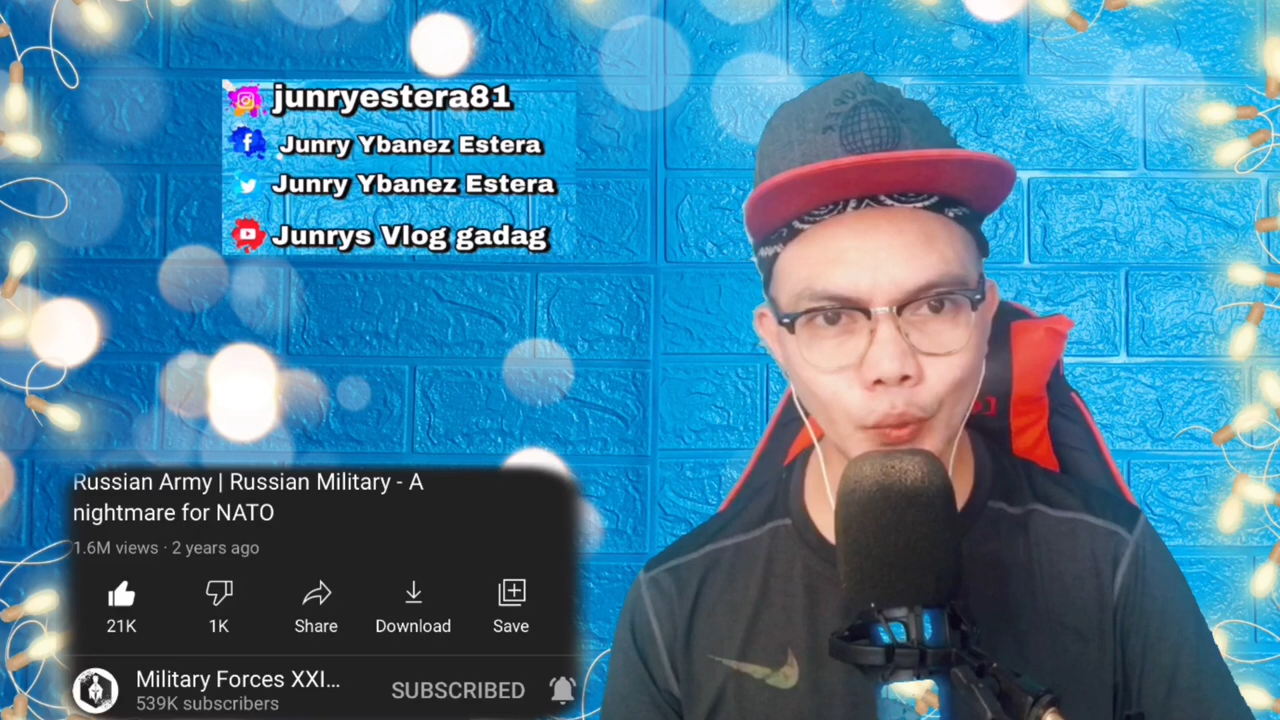 junryestera81
Junry Ybanez Estera
Junry Ybanez Estera
Junrys Vlog gadag
Russian Army | Russian Military - A
nightmare for NATO
1.6M views · 2 years ago
21K
1K
Share
Download
Save
Military Forces XXI...
539K subscribers
SUBSCRIBED